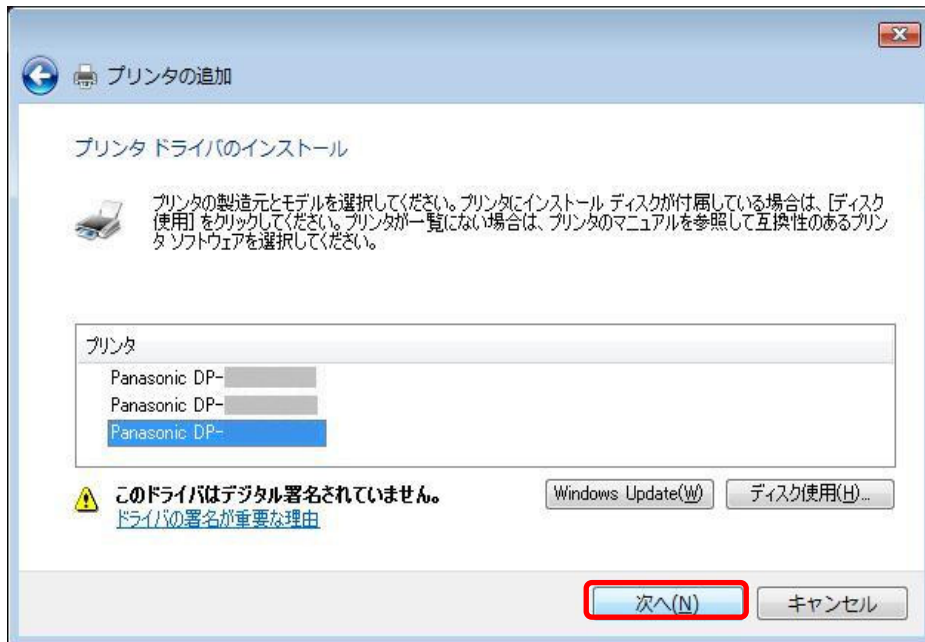 プリンタの追加
プリンタ ドライバのインストール
プリンタの製造元とモデルを選択してください。プリンタにインストール ディスクが付属している場合は、[ディスク
使用] をクリックしてください。プリンタが一覧にない場合は、プリンタのマニュアルを参照して互換性のあるプリン
タ ソフトウェアを選択してください。
プリンタ
Panasonic DP-
Panasonic DP-
Panasonic DP-
このドライバはデジタル署名されていません。
Windows Update(W)
ディスク使用(H)...
ドライバの署名が重要な理由
次へ(N)
キャンセル